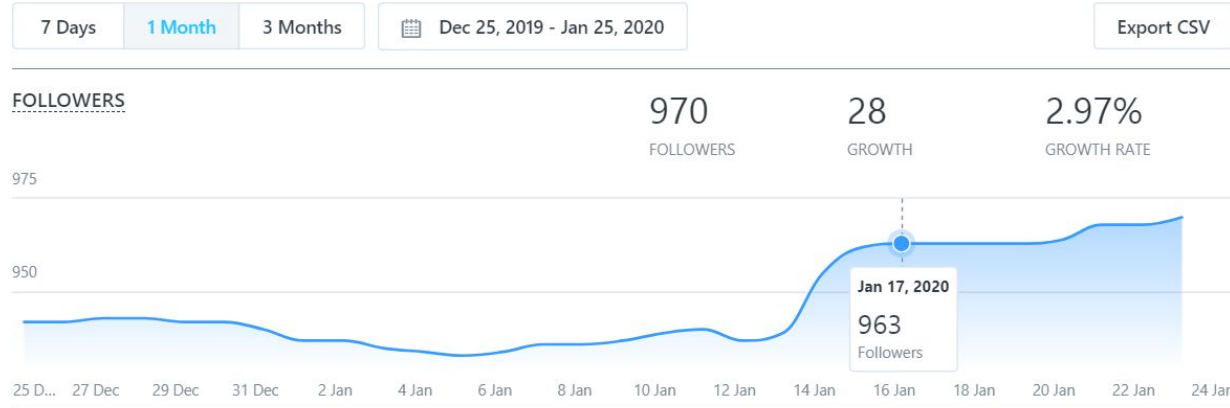 7 Days 1 Month 3 Months Dec 25, 2019 - Jan 25, 2020 Export CSV
FOLLOWERS
970 28 2.97%
FOLLOWERS GROWTH GROWTH RATE
975
950
Jan 17, 2020
963
Followers
25 D... 27 Dec 29 Dec 31 Dec 2 Jan 4 Jan 6 Jan 8 Jan 10 Jan 12 Jan 14 Jan 16 Jan 18 Jan 20 Jan 22 Jan 24 Jan